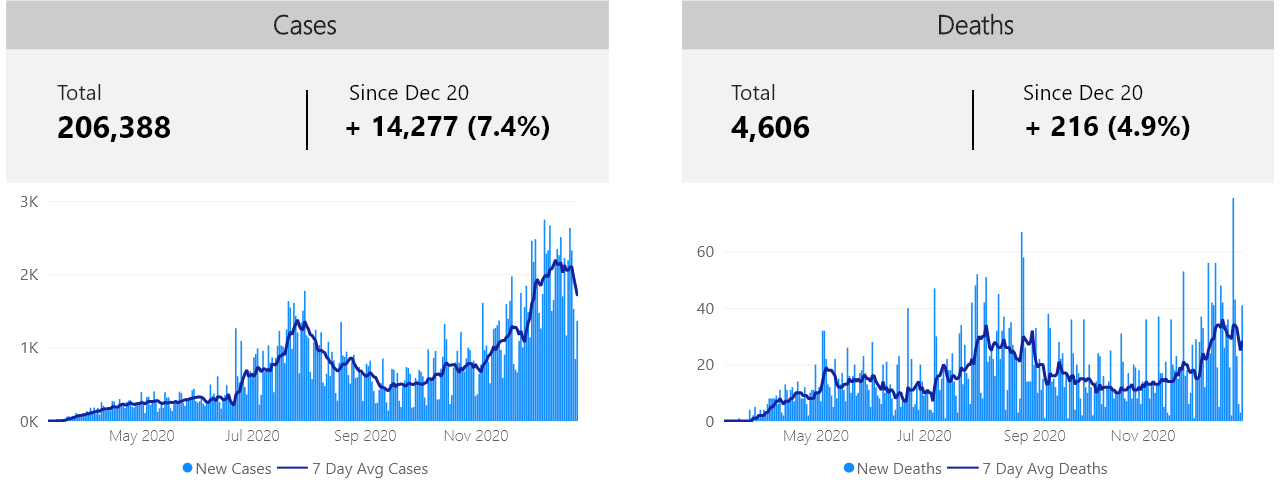 Cases
Total
206,388
Since Dec 20
+ 14,277 (7.4%)
3K
2K
1K
0K
May 2020 Jul 2020 Sep 2020 Nov 2020
New Cases 7 Day Avg Cases
Deaths
Total
4,606
Since Dec 20
+ 216 (4.9%)
60
40
20
0
May 2020 Jul 2020 Sep 2020 Nov 2020
New Deaths 7 Day Avg Deaths